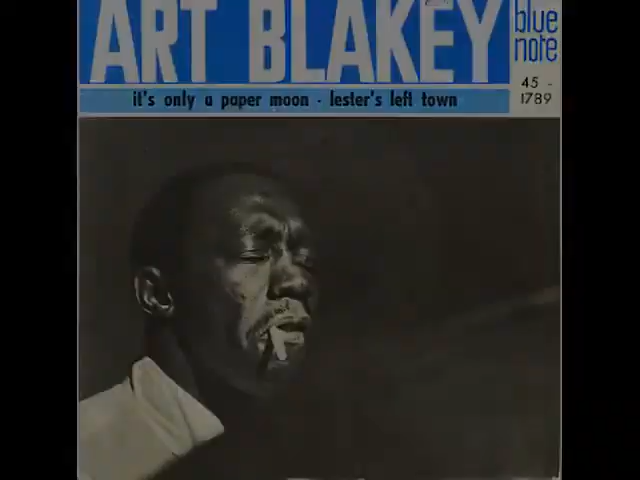 ART BLAKEY
blue
note
45 -
1789
it's only a paper moon - lester's left town